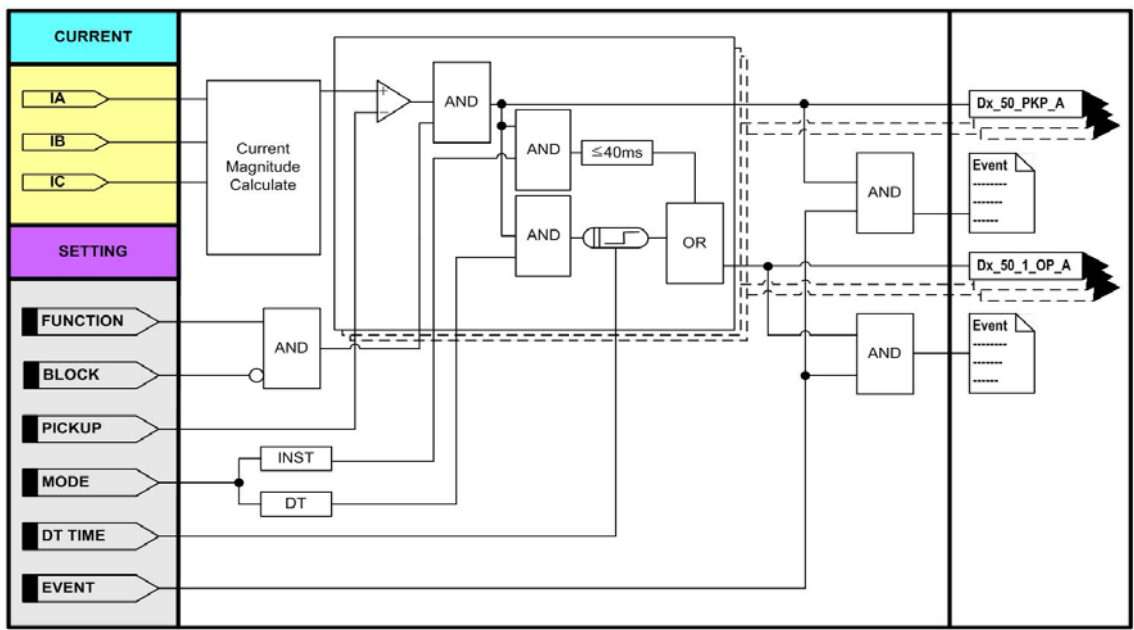 CURRENT
IA
IB
IC
SETTING
FUNCTION
BLOCK
PICKUP
MODE
DT TIME
EVENT
Current
Magnitude
Calculate
+
−
AND
AND
≤40ms
AND
OR
AND
INST
DT
AND
AND
Dx_50_PKP_A
Event
Dx_50_1_OP_A
Event